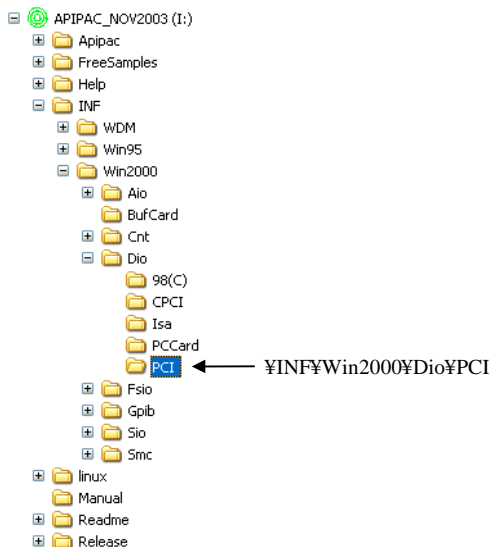 APIPAC_NOV2003 (I:)
Apipac
FreeSamples
Help
INF
WDM
Win95
Win2000
Aio
BufCard
Cnt
Dio
98(C)
CPCI
Isa
PCCard
PCI ¥INF¥Win2000¥Dio¥PCI
Fsio
Gpib
Sio
Smc
linux
Manual
Readme
Release